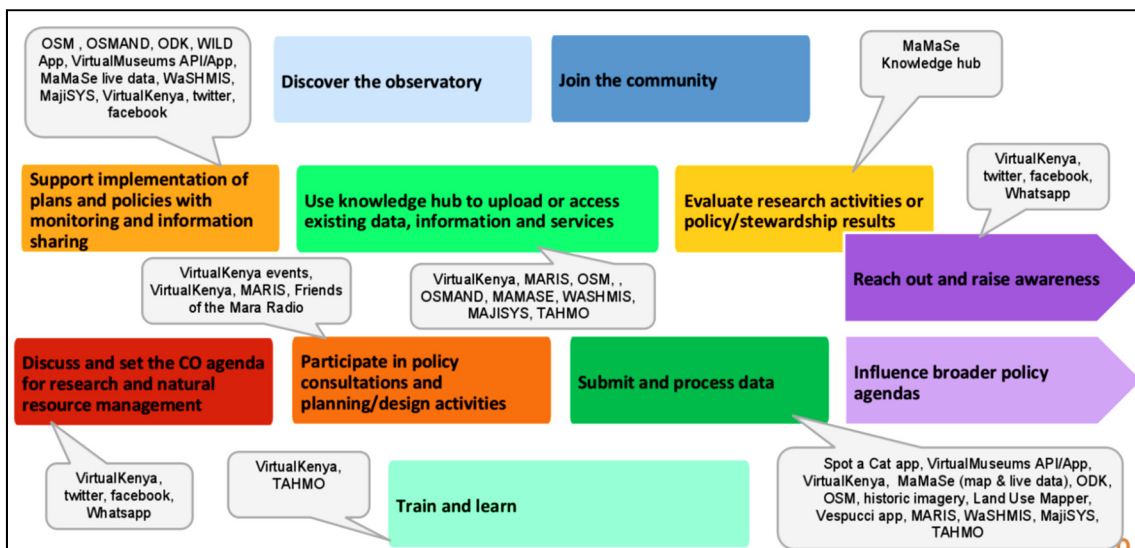 OSM , OSMAND, ODK, WILD
App, VirtualMuseums API/App,
MaMaSe live data, WaSHMIS,
MajiSYS, VirtualKenya, twitter,
facebook
Discover the observatory
Join the community
MaMaSe
Knowledge hub
Support implementation of
plans and policies with
monitoring and information
sharing
Use knowledge hub to upload or access
existing data, information and services
Evaluate research activities or
policy/stewardship results
VirtualKenya,
twitter, facebook,
Whatsapp
Reach out and raise awareness
VirtualKenya events,
VirtualKenya, MARIS, Friends
of the Mara Radio
VirtualKenya, MARIS, OSM, ,
OSMAND, MAMASE, WASHMIS,
MAJISYS, TAHMO
Discuss and set the CO agenda
for research and natural
resource management
Participate in policy
consultations and
planning/design activities
Submit and process data
Influence broader policy
agendas
VirtualKenya,
twitter, facebook,
Whatsapp
VirtualKenya,
TAHMO
Train and learn
Spot a Cat app, VirtualMuseums API/App,
VirtualKenya, MaMaSe (map & live data), ODK,
OSM, historic imagery, Land Use Mapper,
Vespucci app, MARIS, WaSHMIS, MajiSYS,
TAHMO